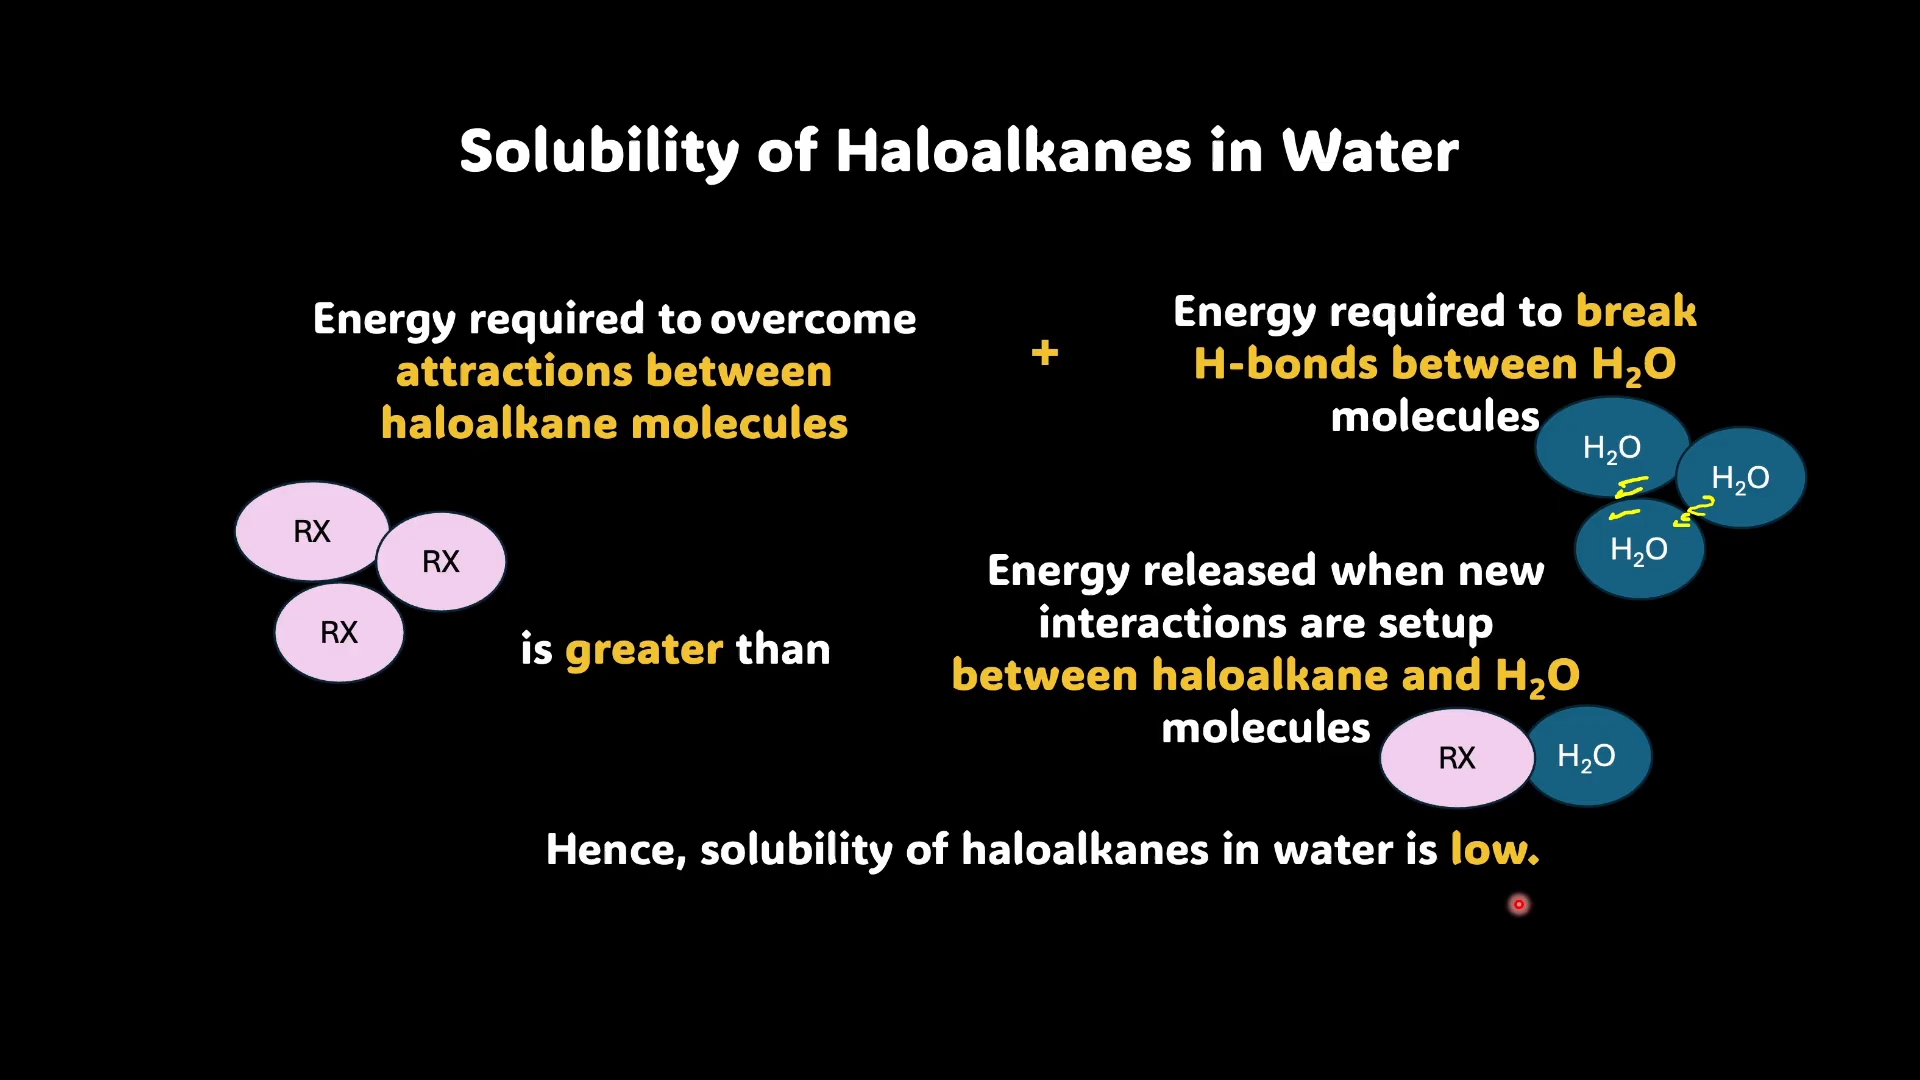 Solubility of Haloalkanes in Water
Energy required to overcome
attractions between
haloalkane molecules
+
Energy required to break
H-bonds between H₂O
molecules
H₂O
H₂O
H₂O
RX
RX
RX
is greater than
Energy released when new
interactions are setup
between haloalkane and H₂O
molecules
RX
H₂O
Hence, solubility of haloalkanes in water is low.